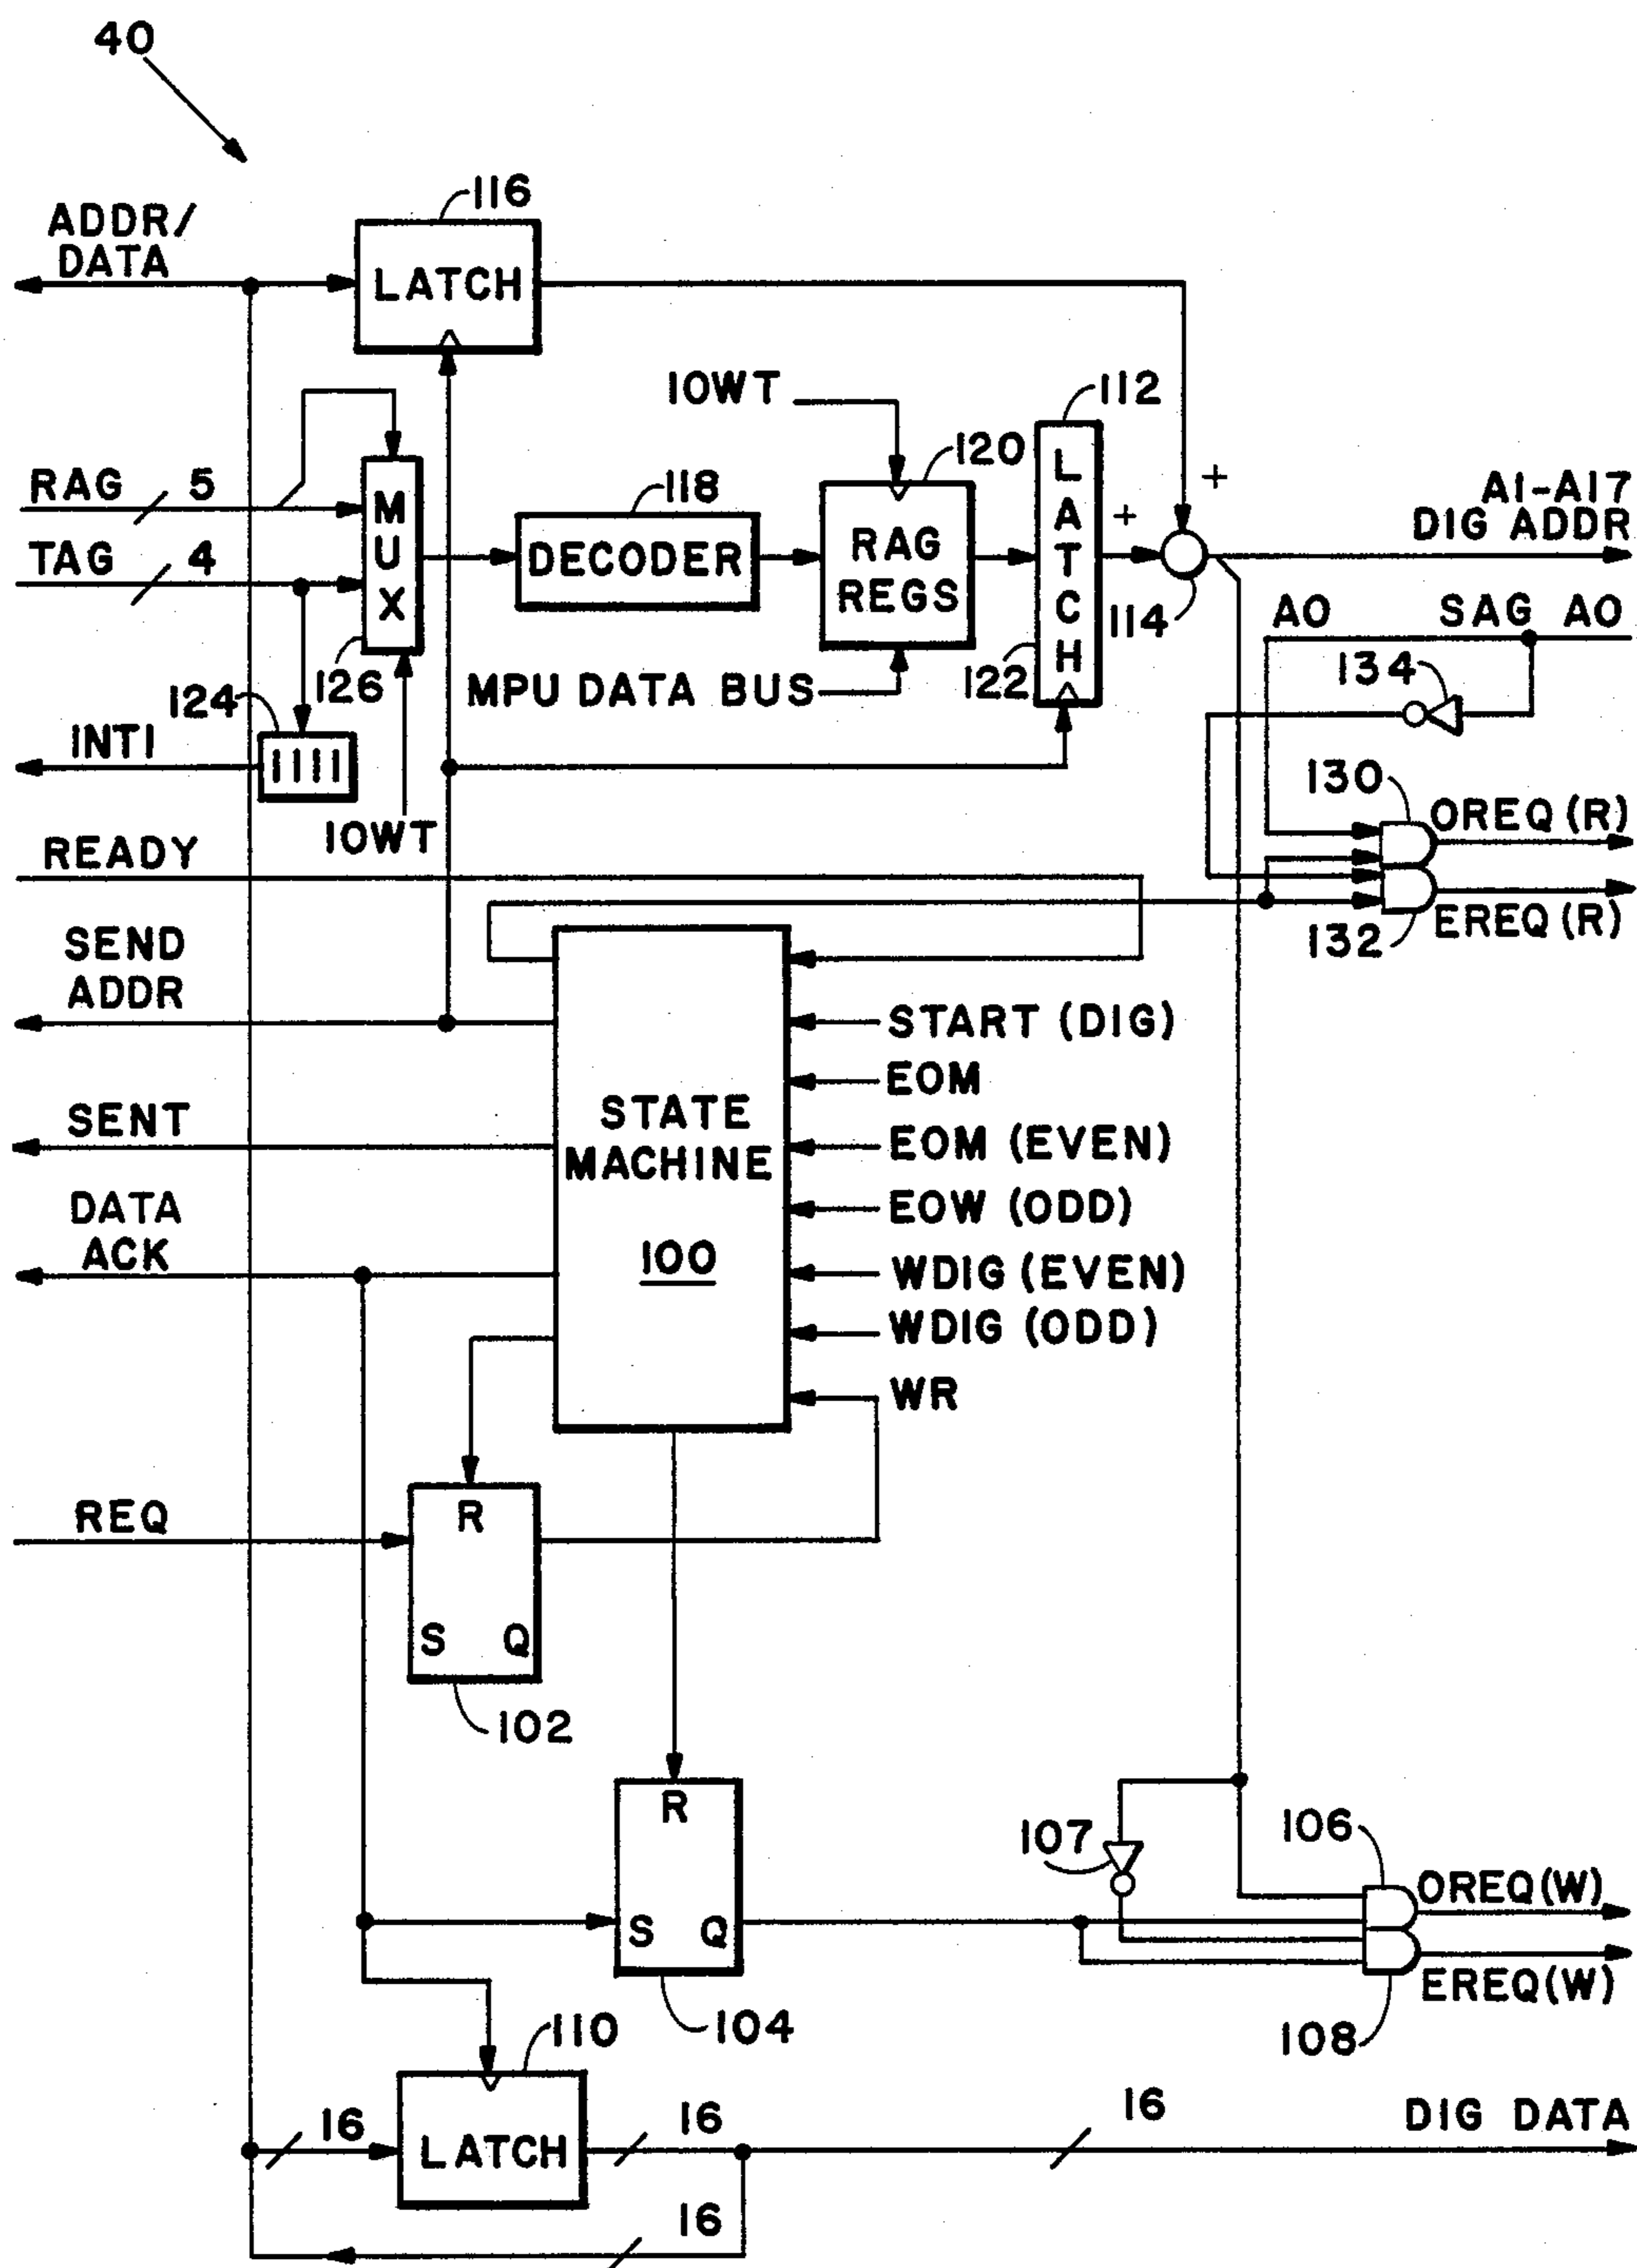 40
116
ADDR/
DATA
LATCH
IOWT
112
RAG 5
TAG 4
M
U
X
118
DECODER
120
RAG
REGS
L
A
T
C
H
+
+
A1-A17
DIG ADDR
114
AO SAG AO
134
126
MPU DATA BUS
122
124
INTI
1111
IOWT
130
OREQ (R)
READY
EREQ (R)
132
SEND
ADDR
START (DIG)
EOM
SENT
STATE
MACHINE
100
EOM (EVEN)
DATA
ACK
EOW (ODD)
WDIG (EVEN)
WDIG (ODD)
WR
REQ
R
S Q
102
R
S Q
104
107
106
OREQ(W)
EREQ(W)
108
110
16
LATCH
16
16
DIG DATA
16